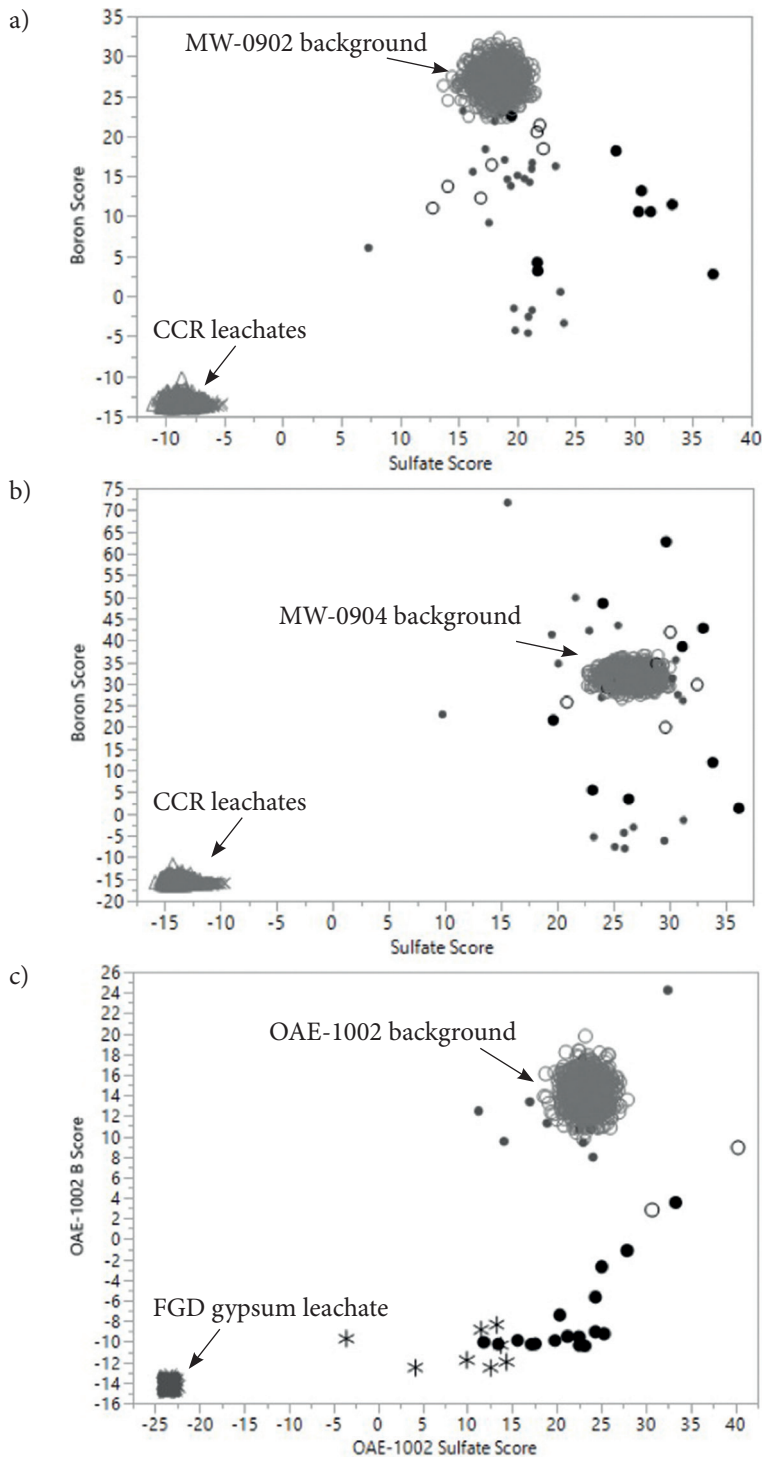 a)
35
30
25
20
15
10
5
0
-5
-10
-15
Boron Score
MW-0902 background
CCR leachates
-10 -5 0 5 10 15 20 25 30 35 40
Sulfate Score
b)
75
70
65
60
55
50
45
40
35
30
25
20
15
10
5
0
-5
-10
-15
-20
Boron Score
MW-0904 background
CCR leachates
-15 -10 -5 0 5 10 15 20 25 30 35
Sulfate Score
c)
26
24
22
20
18
16
14
12
10
8
6
4
2
0
-2
-4
-6
-8
-10
-12
-14
-16
OAE-1002 B Score
OAE-1002 background
FGD gypsum leachate
-25 -20 -15 -10 -5 0 5 10 15 20 25 30 35 40
OAE-1002 Sulfate Score